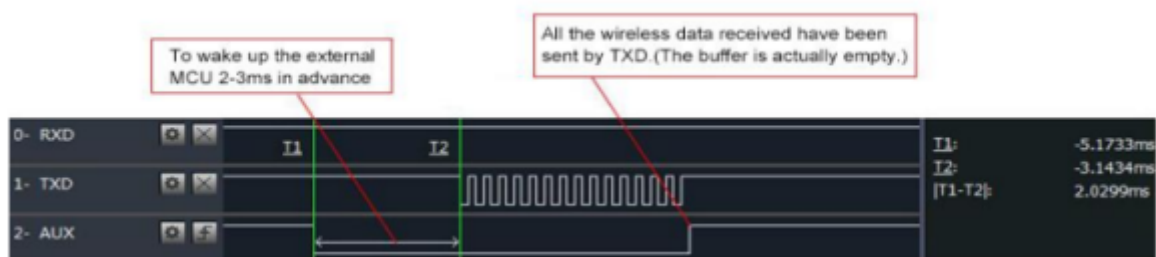 To wake up the external
MCU 2-3ms in advance
All the wireless data received have been
sent by TXD.(The buffer is actually empty.)
0- RXD
T1
T2
1- TXD
2- AUX
T1: -5.1733ms
T2: -3.1434ms
|T1-T2|: 2.0299ms